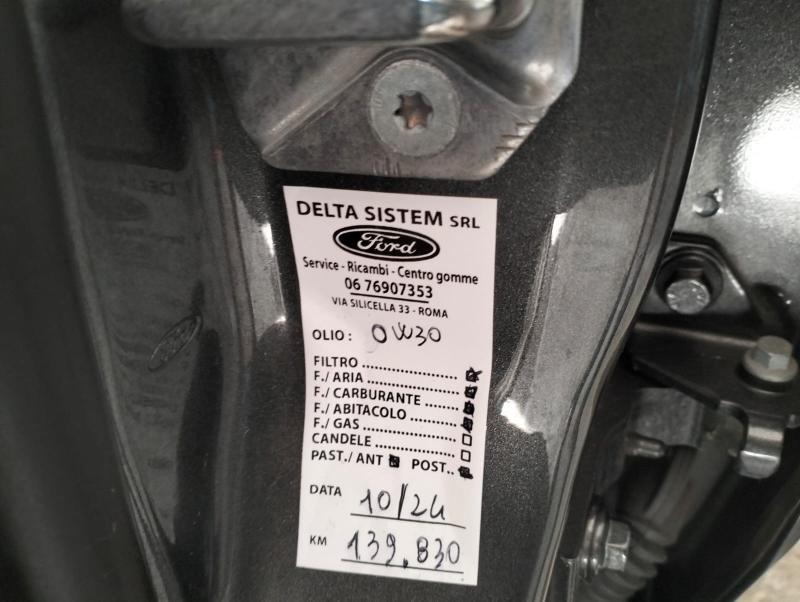 DELTA SISTEM SRL
Ford
Service - Ricambi - Centro gomme
06 76907353
VIA SILICELLA 33 - ROMA
OLIO : 0W30
FILTRO
F./ ARIA
F./ CARBURANTE
F./ ABITACOLO
F./ GAS
CANDELE
PAST./ ANT POST..
DATA 10/24
KM 139.830